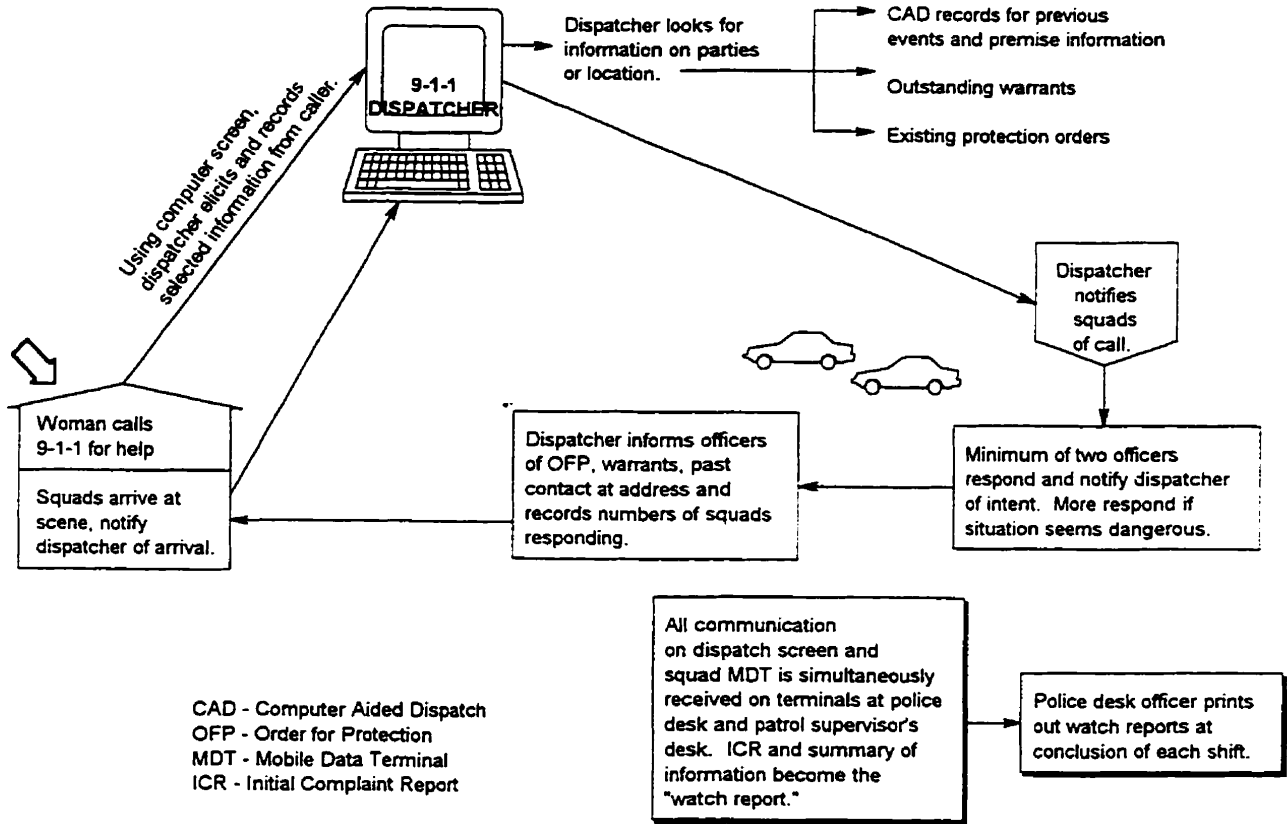 Dispatcher looks for
information on parties
or location.
CAD records for previous
events and premise information
Outstanding warrants
Existing protection orders
9-1-1
DISPATCHER
Using computer screen,
dispatcher elicits and records
selected information from caller.
Dispatcher
notifies
squads
of call.
Woman calls
9-1-1 for help
Squads arrive at
scene, notify
dispatcher of arrival.
Dispatcher informs officers
of OFP, warrants, past
contact at address and
records numbers of squads
responding.
Minimum of two officers
respond and notify dispatcher
of intent. More respond if
situation seems dangerous.
All communication
on dispatch screen and
squad MDT is simultaneously
received on terminals at police
desk and patrol supervisor's
desk. ICR and summary of
information become the
"watch report."
Police desk officer prints
out watch reports at
conclusion of each shift.
CAD - Computer Aided Dispatch
OFP - Order for Protection
MDT - Mobile Data Terminal
ICR - Initial Complaint Report